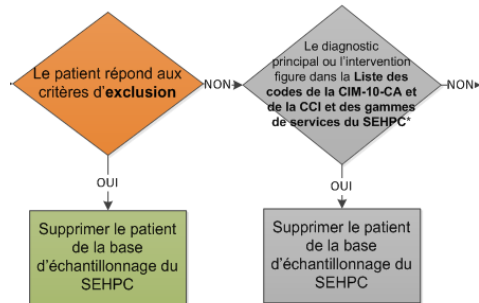 Le patient répond aux
critères d'exclusion
NON
Le diagnostic
principal ou l'intervention
figure dans la Liste des
codes de la CIM-10-CA et
de la CCI et des gammes
de services du SEHPC*
NON
OUI
OUI
Supprimer le patient
de la base
d'échantillonnage du
SEHPC
Supprimer le patient
de la base
d'échantillonnage du
SEHPC